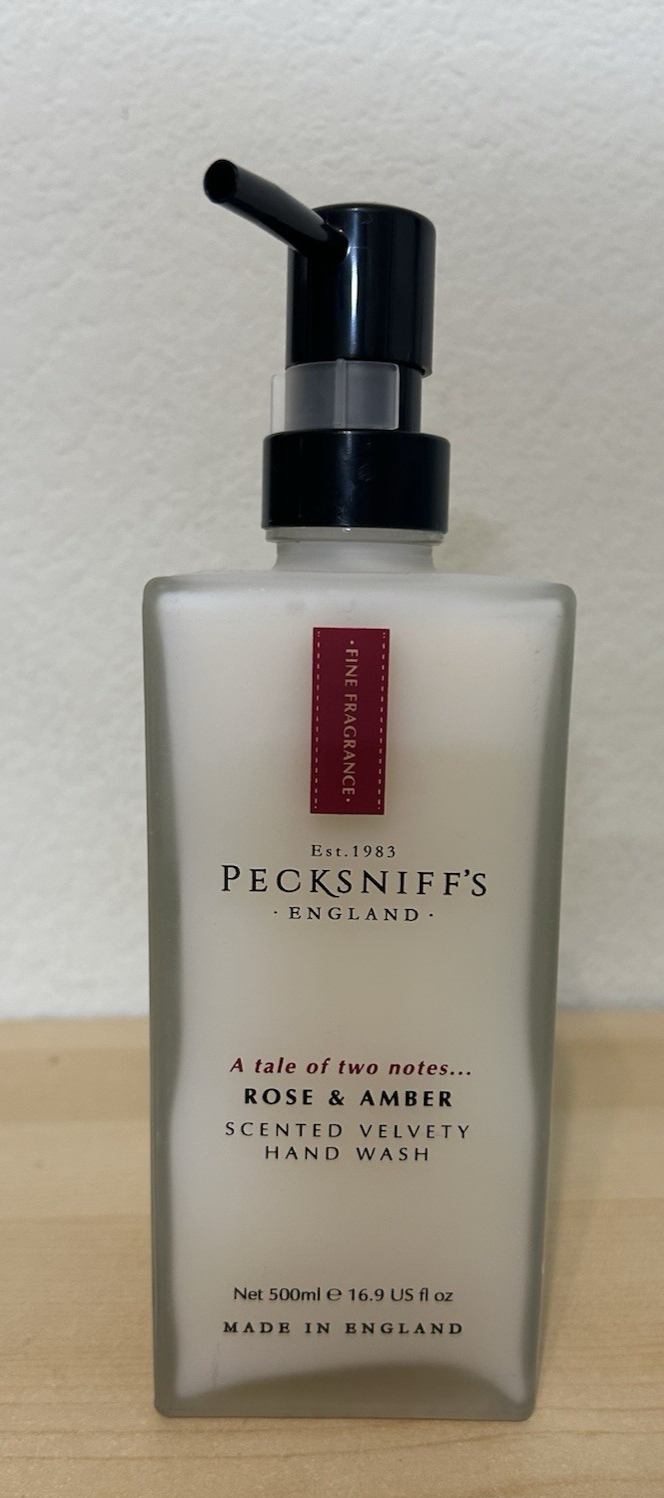 ·FINE FRAGRANCE·
Est.1983
PECKSNIFF'S
·ENGLAND·
A tale of two notes...
ROSE & AMBER
SCENTED VELVETY
HAND WASH
Net 500ml ℮ 16.9 US fl oz
MADE IN ENGLAND